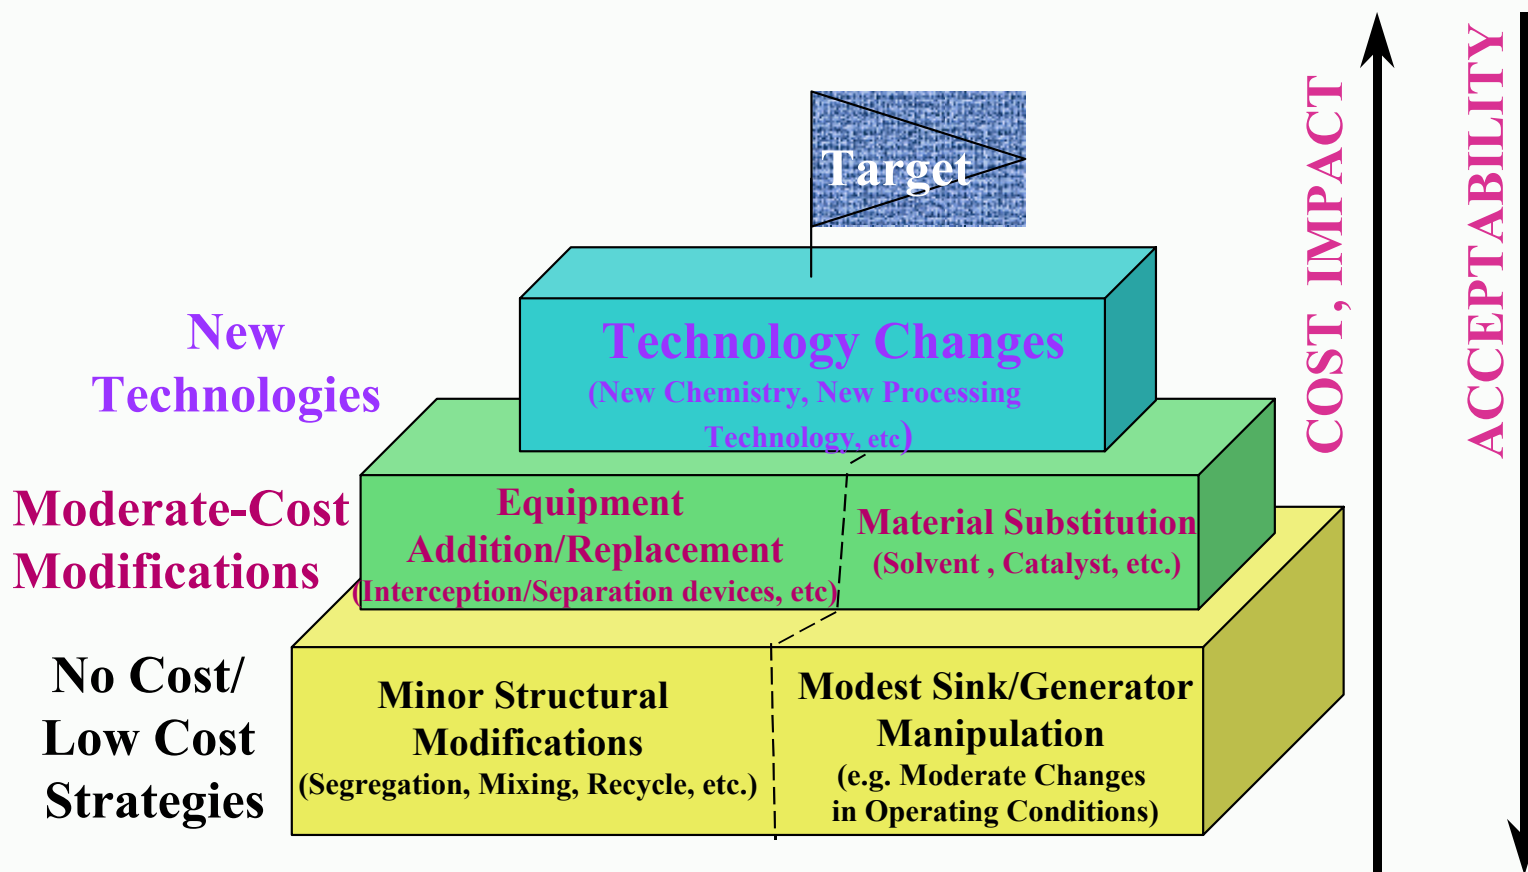 Target
COST, IMPACT
ACCEPTABILITY
New
Technologies
Technology Changes
(New Chemistry, New Processing
Technology, etc)
Moderate-Cost
Modifications
Equipment
Addition/Replacement
(Interception/Separation devices, etc)
Material Substitution
(Solvent , Catalyst, etc.)
No Cost/
Low Cost
Strategies
Minor Structural
Modifications
(Segregation, Mixing, Recycle, etc.)
Modest Sink/Generator
Manipulation
(e.g. Moderate Changes
in Operating Conditions)